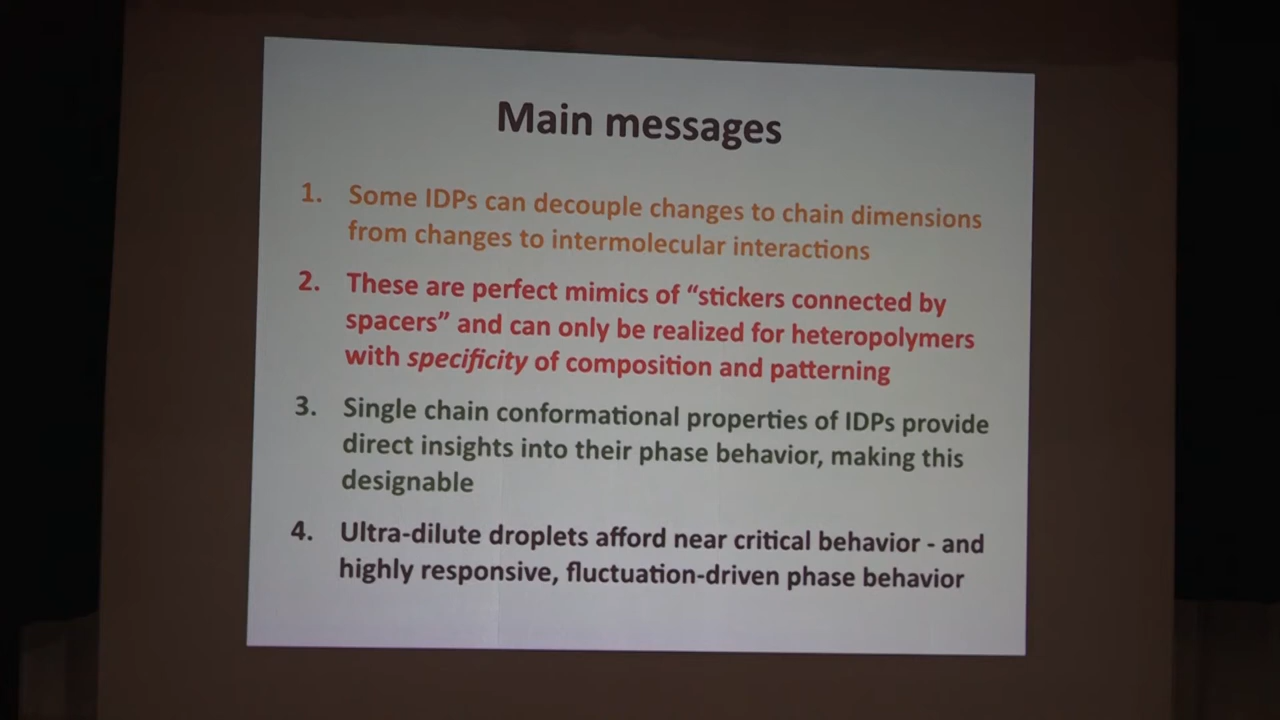 Main messages
1. Some IDPs can decouple changes to chain dimensions
from changes to intermolecular interactions
2. These are perfect mimics of “stickers connected by
spacers” and can only be realized for heteropolymers
with specificity of composition and patterning
3. Single chain conformational properties of IDPs provide
direct insights into their phase behavior, making this
designable
4. Ultra-dilute droplets afford near critical behavior - and
highly responsive, fluctuation-driven phase behavior